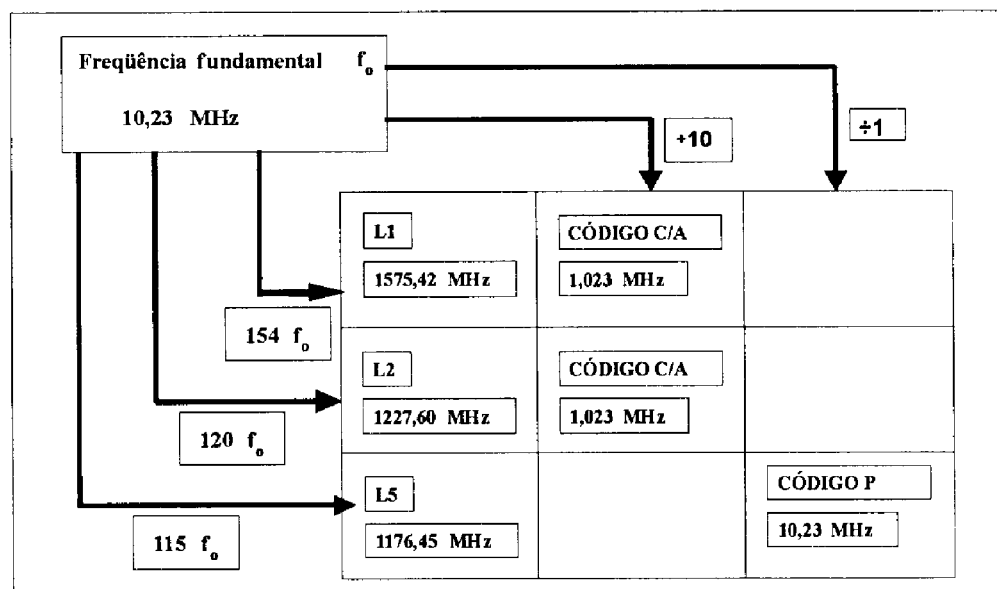 Freqüência fundamental f₀
10,23 MHz
÷10
÷1
L1
1575,42 MHz
CÓDIGO C/A
1,023 MHz
154 f₀
L2
1227,60 MHz
CÓDIGO C/A
1,023 MHz
120 f₀
L5
1176,45 MHz
CÓDIGO P
10,23 MHz
115 f₀